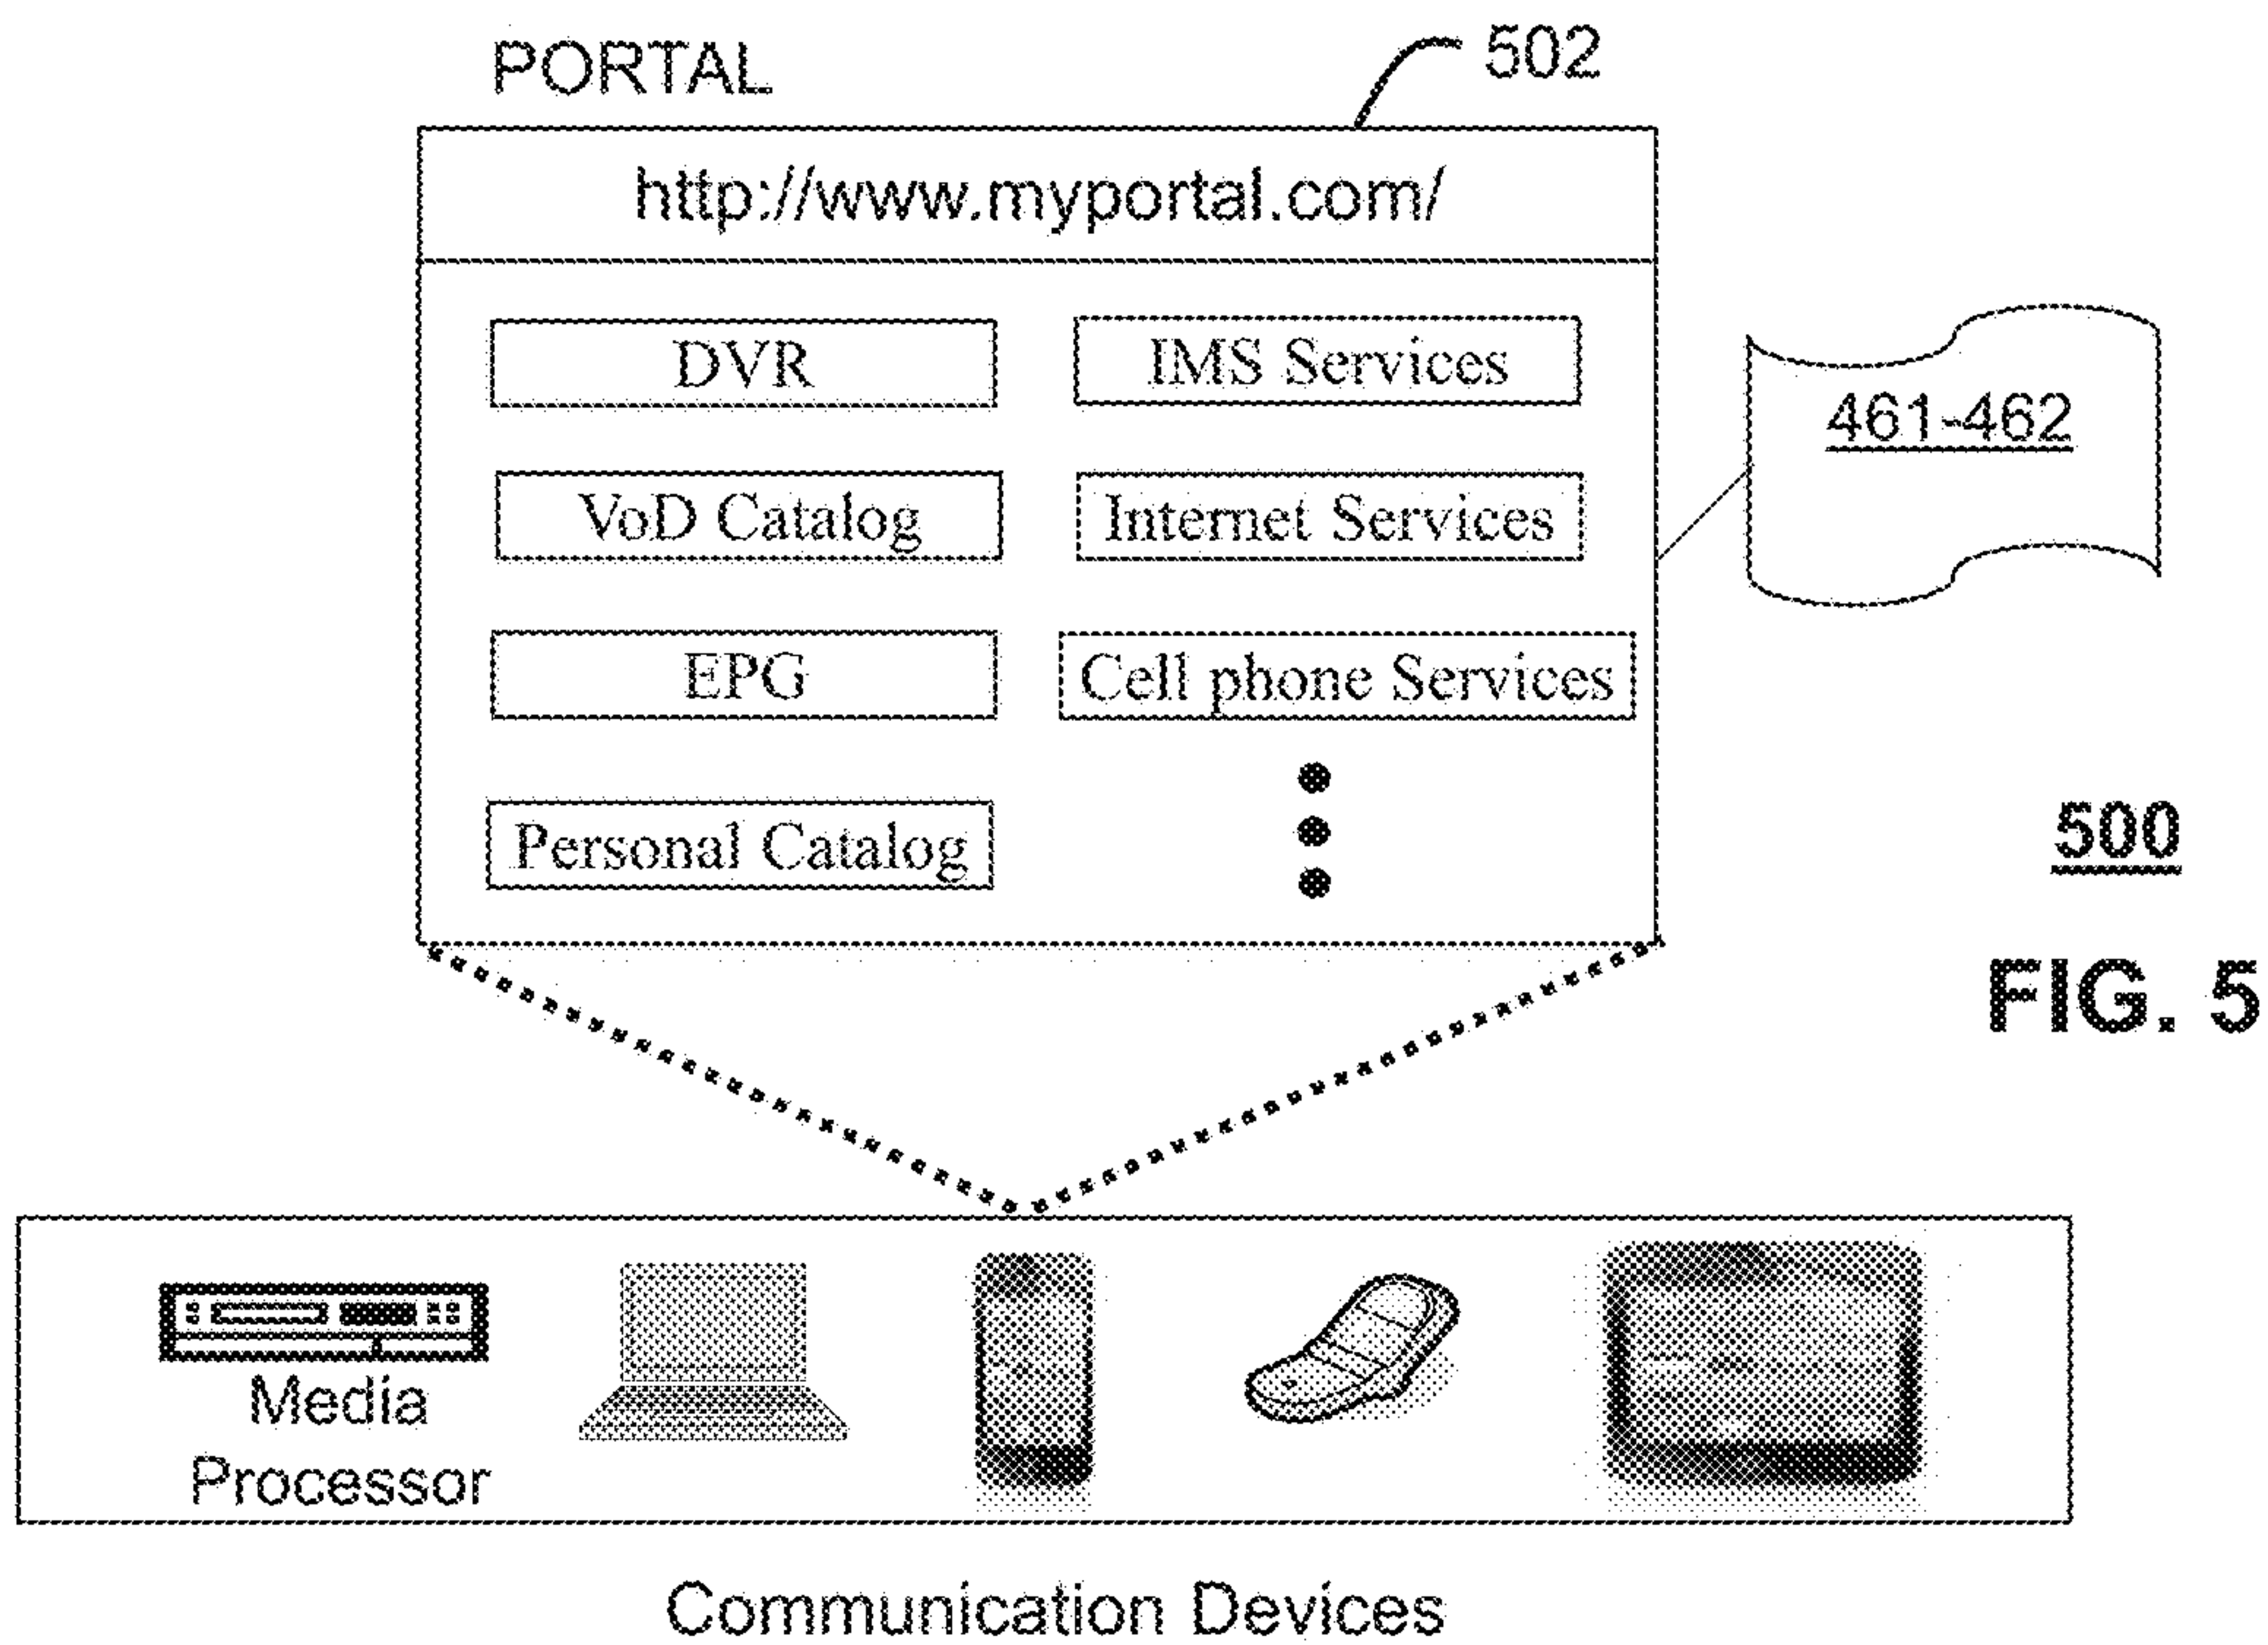 PORTAL
502
http://www.myportal.com/
DVR
IMS Services
461-462
VoD Catalog
Internet Services
EPG
Cell phone Services
Personal Catalog
500
FIG. 5
Media
Processor
Communication Devices